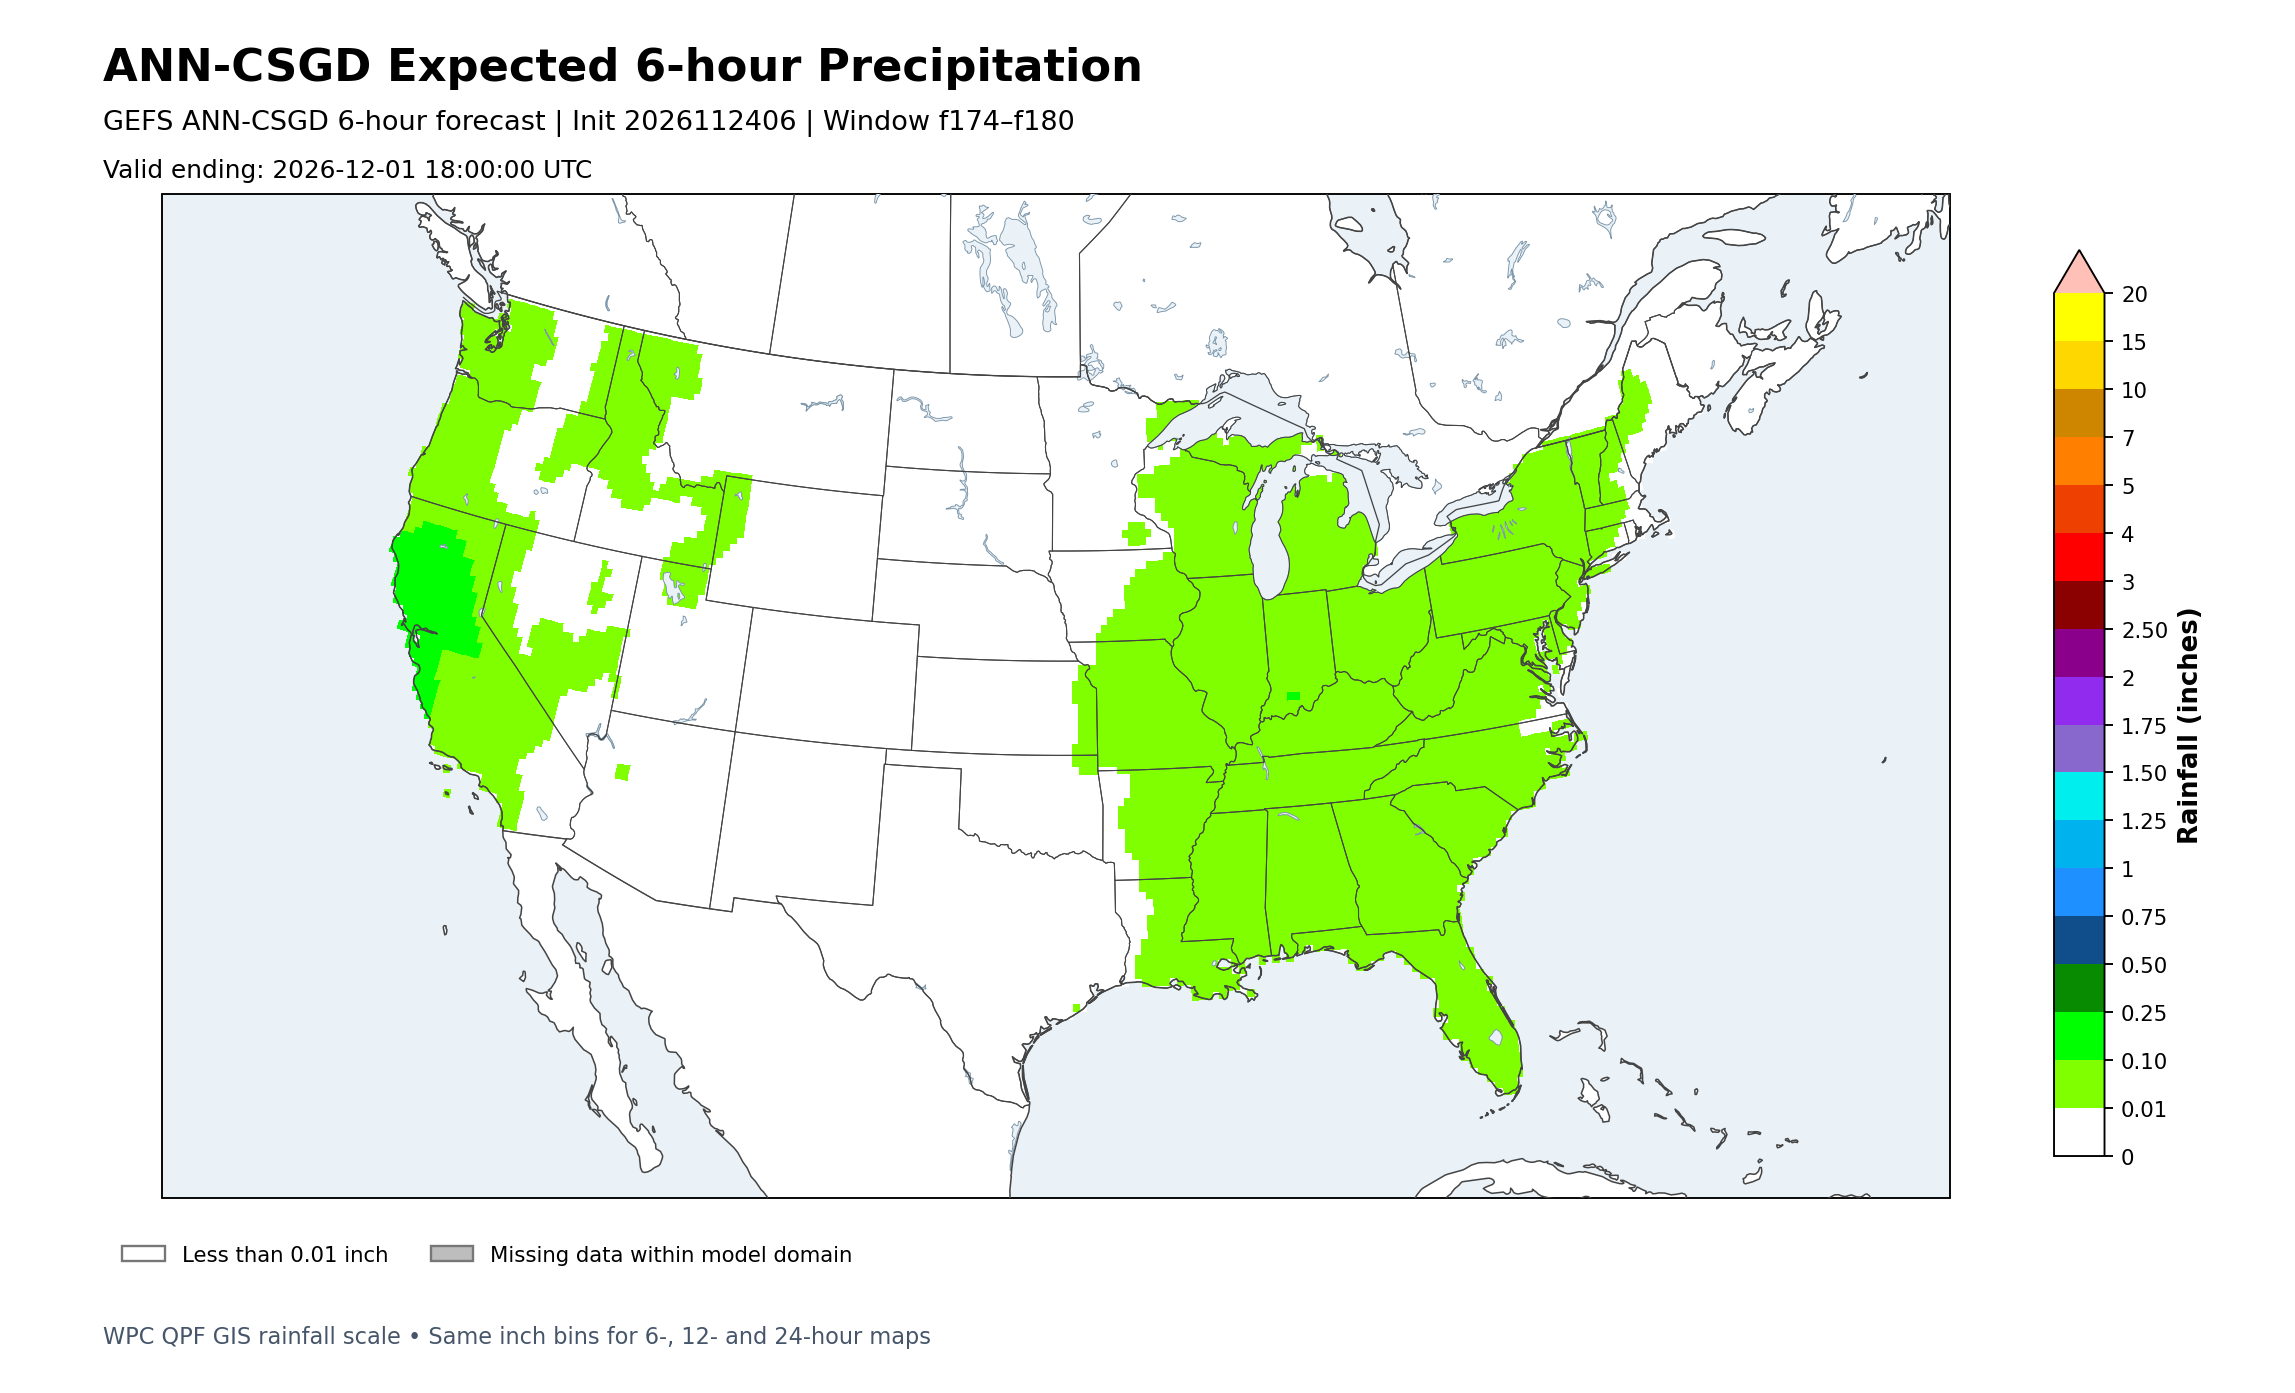 ANN-CSGD Expected 6-hour Precipitation
GEFS ANN-CSGD 6-hour forecast | Init 2026112406 | Window f174–f180
Valid ending: 2026-12-01 18:00:00 UTC
20
15
10
7
5
4
3
2.50
2
1.75
1.50
1.25
1
0.75
0.50
0.25
0.10
0.01
0
Rainfall (inches)
Less than 0.01 inch
Missing data within model domain
WPC QPF GIS rainfall scale • Same inch bins for 6-, 12- and 24-hour maps